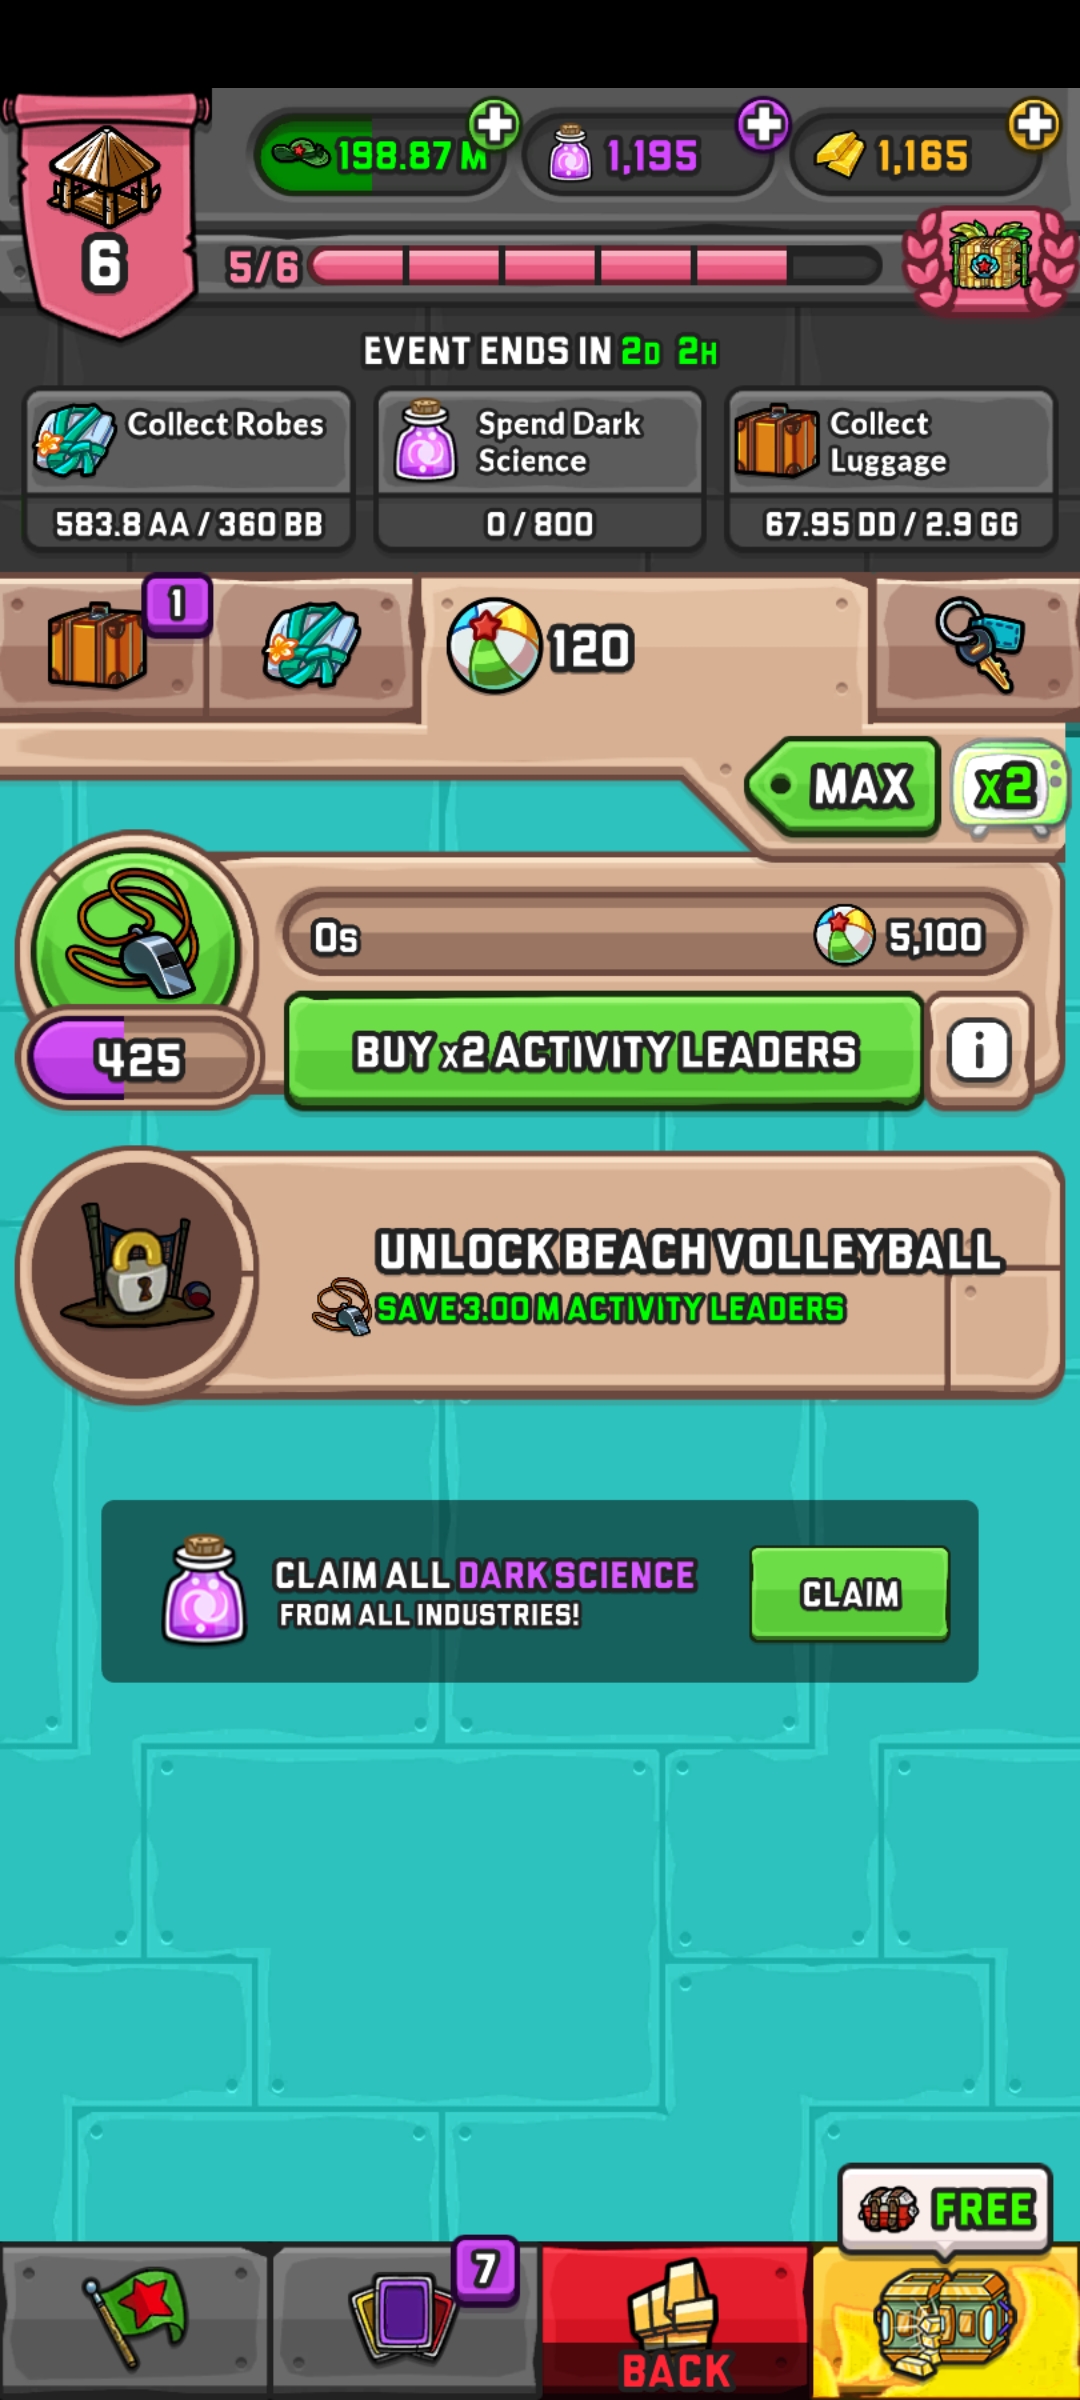 6
198.87 M
1,195
1,165
5/6
EVENT ENDS IN 2D 2H
Collect Robes
583.8 AA / 360 BB
Spend Dark
Science
0 / 800
Collect
Luggage
67.95 DD / 2.9 GG
1
120
MAX
x2
0s
5,100
425
BUY x2 ACTIVITY LEADERS
i
UNLOCK BEACH VOLLEYBALL
SAVE 3.00 M ACTIVITY LEADERS
CLAIM ALL DARK SCIENCE
FROM ALL INDUSTRIES!
CLAIM
FREE
7
BACK